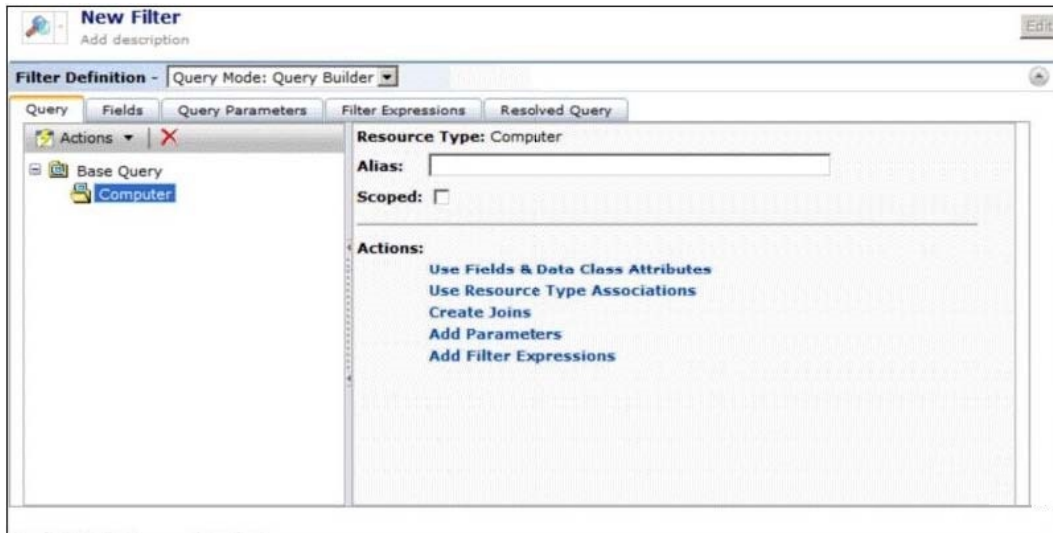 New Filter
Add description
Edit
Filter Definition - Query Mode: Query Builder
Query Fields Query Parameters Filter Expressions Resolved Query
Actions
Base Query
Computer
Resource Type: Computer
Alias:
Scoped:
Actions:
Use Fields & Data Class Attributes
Use Resource Type Associations
Create Joins
Add Parameters
Add Filter Expressions